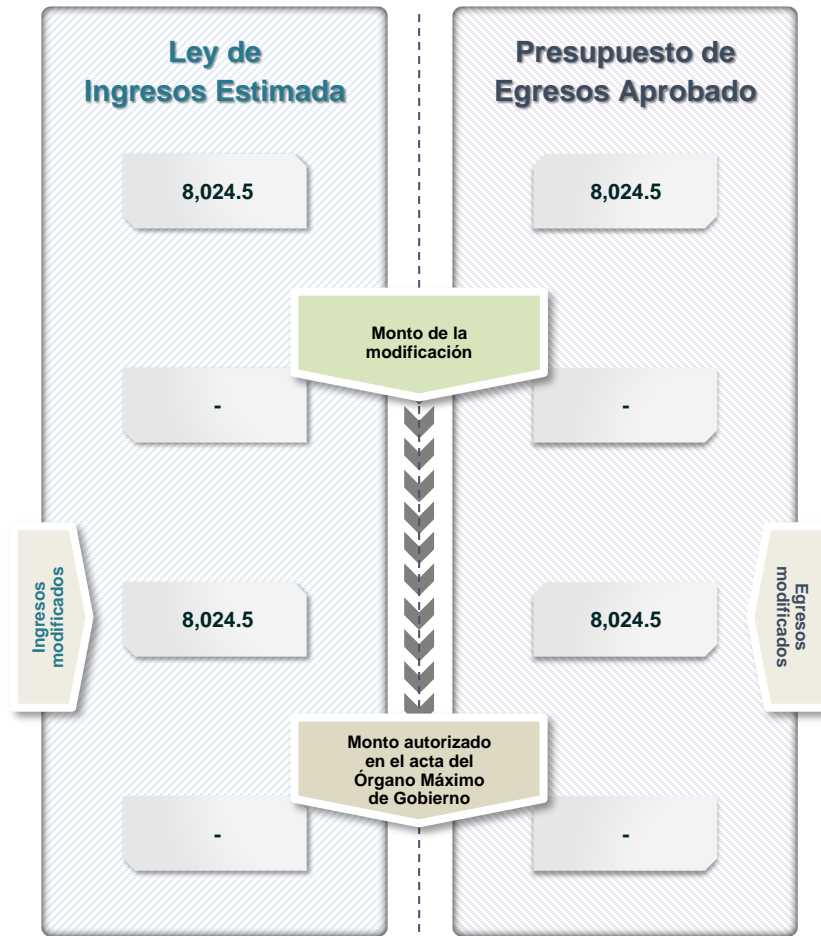 Ley de
Ingresos Estimada
Presupuesto de
Egresos Aprobado
8,024.5
8,024.5
Monto de la
modificación
-
-
Ingresos
modificados
8,024.5
8,024.5
Egresos
modificados
Monto autorizado
en el acta del
Órgano Máximo
de Gobierno
-
-